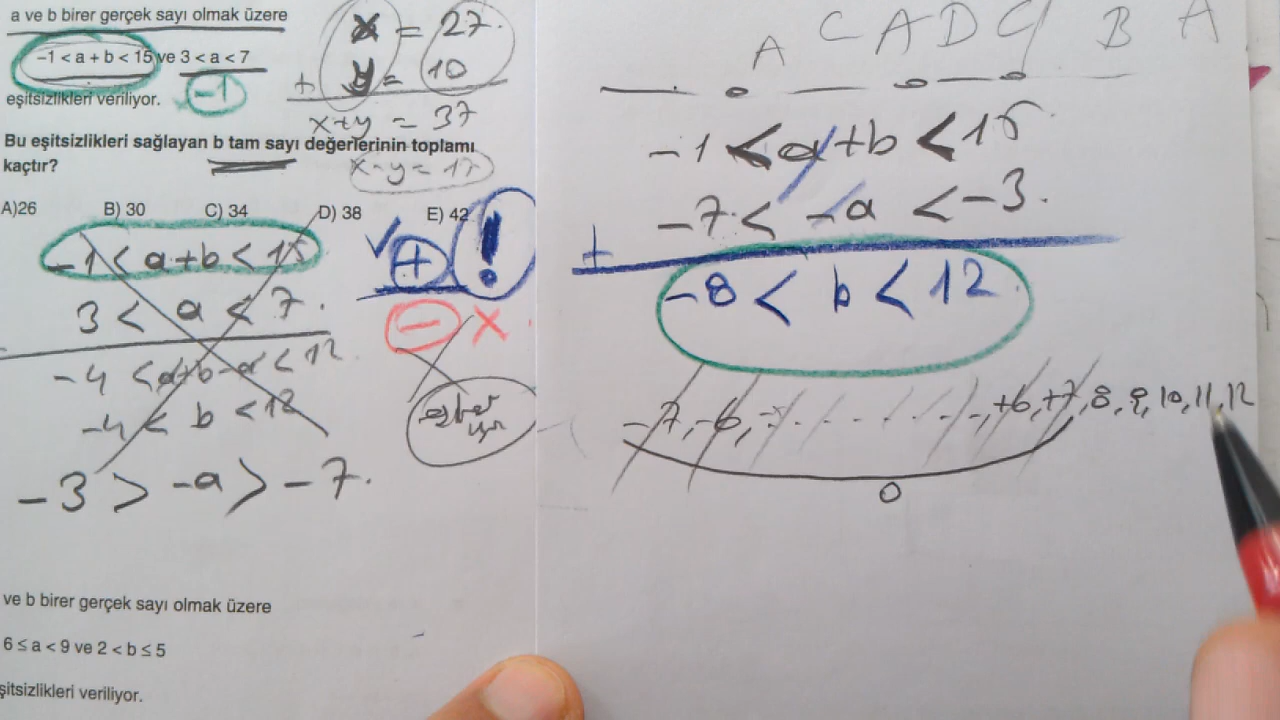 a ve b birer gerçek sayı olmak üzere
-1 < a + b < 15 ve 3 < a < 7
eşitsizlikleri veriliyor.
-1
Bu eşitsizlikleri sağlayan b tam sayı değerlerinin toplamı
kaçtır?
A)26 B) 30 C) 34 D) 38 E) 42
x = 27
+ y = 10
x+y = 37
x-y = 17
-1 < a+b < 15
3 < a < 7.
-4 < a+b-a < 12
-4 < b < 12
-3 > -a > -7.
+ !
- x
C A D C B A
A
-1 < a+b < 15
-7 < -a < -3.
+
-8 < b < 12
-7, -6, - . . . . . - -, +6, +7, 8, 9, 10, 11, 12
0
ve b birer gerçek sayı olmak üzere
6 ≤ a < 9 ve 2 < b ≤ 5
şitsizlikleri veriliyor.